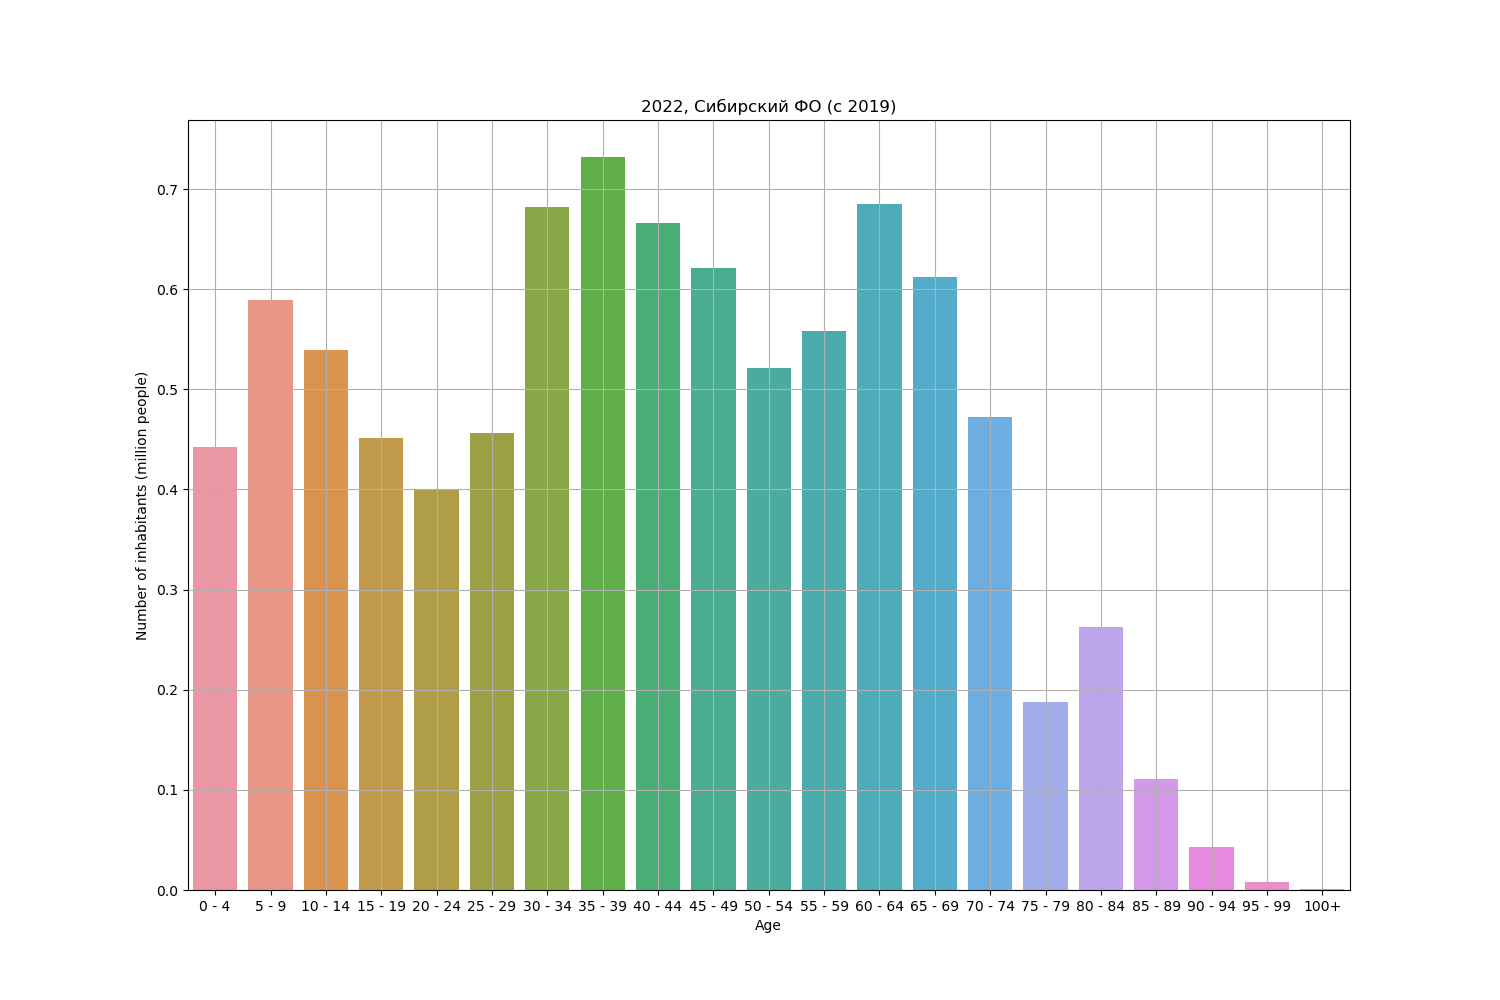 2022, Сибирский ФО (с 2019)
Number of inhabitants (million people)
0.7
0.6
0.5
0.4
0.3
0.2
0.1
0.0
0 - 4 5 - 9 10 - 14 15 - 19 20 - 24 25 - 29 30 - 34 35 - 39 40 - 44 45 - 49 50 - 54 55 - 59 60 - 64 65 - 69 70 - 74 75 - 79 80 - 84 85 - 89 90 - 94 95 - 99 100+
Age